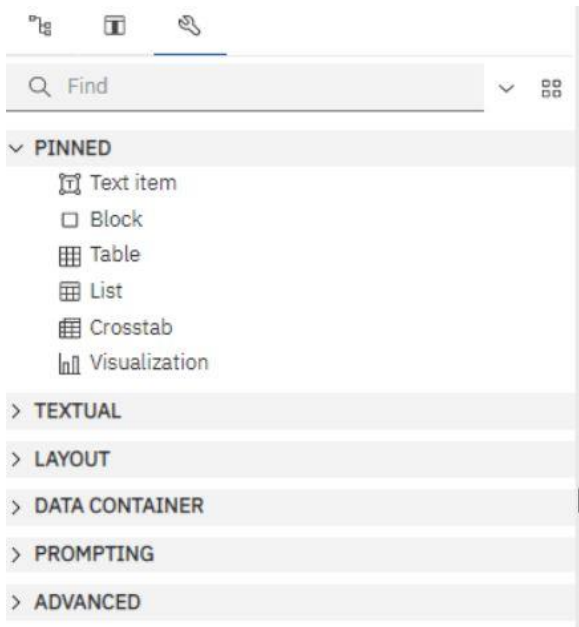 Find
PINNED
Text item
Block
Table
List
Crosstab
Visualization
TEXTUAL
LAYOUT
DATA CONTAINER
PROMPTING
ADVANCED